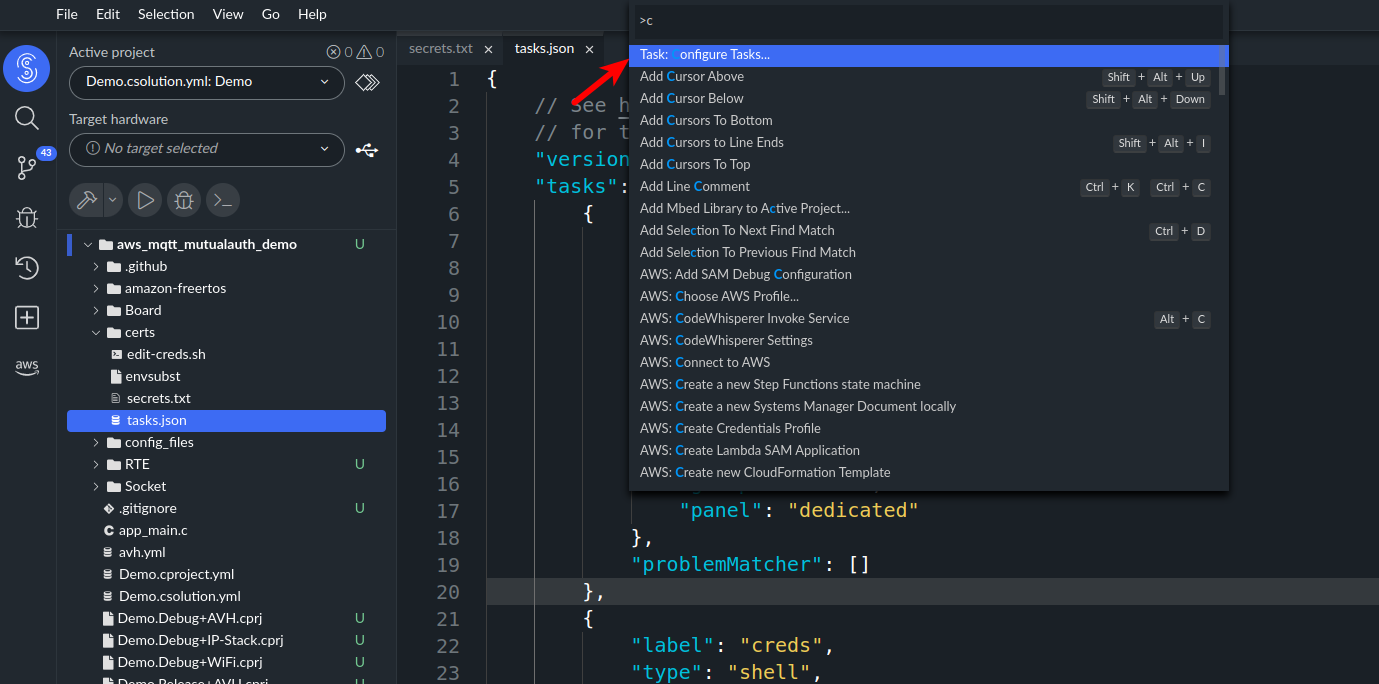 File Edit Selection View Go Help
Active project 0 0
Demo.csolution.yml: Demo
Target hardware
No target selected
43
aws
aws_mqtt_mutualauth_demo U
.github
amazon-freertos
Board
certs
edit-creds.sh
envsubst
secrets.txt
tasks.json
config_files
RTE U
Socket
.gitignore U
app_main.c
avh.yml
Demo.cproject.yml
Demo.csolution.yml
Demo.Debug+AVH.cprj U
Demo.Debug+IP-Stack.cprj U
Demo.Debug+WiFi.cprj U
Demo.Release+AVH.cprj U
secrets.txt × tasks.json ×
1 {
2 // See h
3 // for t
4 "version
5 "tasks":
6 {
7
8
9
10
11
12
13
14
15
16
17 "panel": "dedicated"
18 },
19 "problemMatcher": []
20 },
21 {
22 "label": "creds",
23 "type": "shell",
>c
Task: Configure Tasks...
Add Cursor Above Shift + Alt + Up
Add Cursor Below Shift + Alt + Down
Add Cursors To Bottom
Add Cursors to Line Ends Shift + Alt + I
Add Cursors To Top
Add Line Comment Ctrl + K Ctrl + C
Add Mbed Library to Active Project...
Add Selection To Next Find Match Ctrl + D
Add Selection To Previous Find Match
AWS: Add SAM Debug Configuration
AWS: Choose AWS Profile...
AWS: CodeWhisperer Invoke Service Alt + C
AWS: CodeWhisperer Settings
AWS: Connect to AWS
AWS: Create a new Step Functions state machine
AWS: Create a new Systems Manager Document locally
AWS: Create Credentials Profile
AWS: Create Lambda SAM Application
AWS: Create new CloudFormation Template